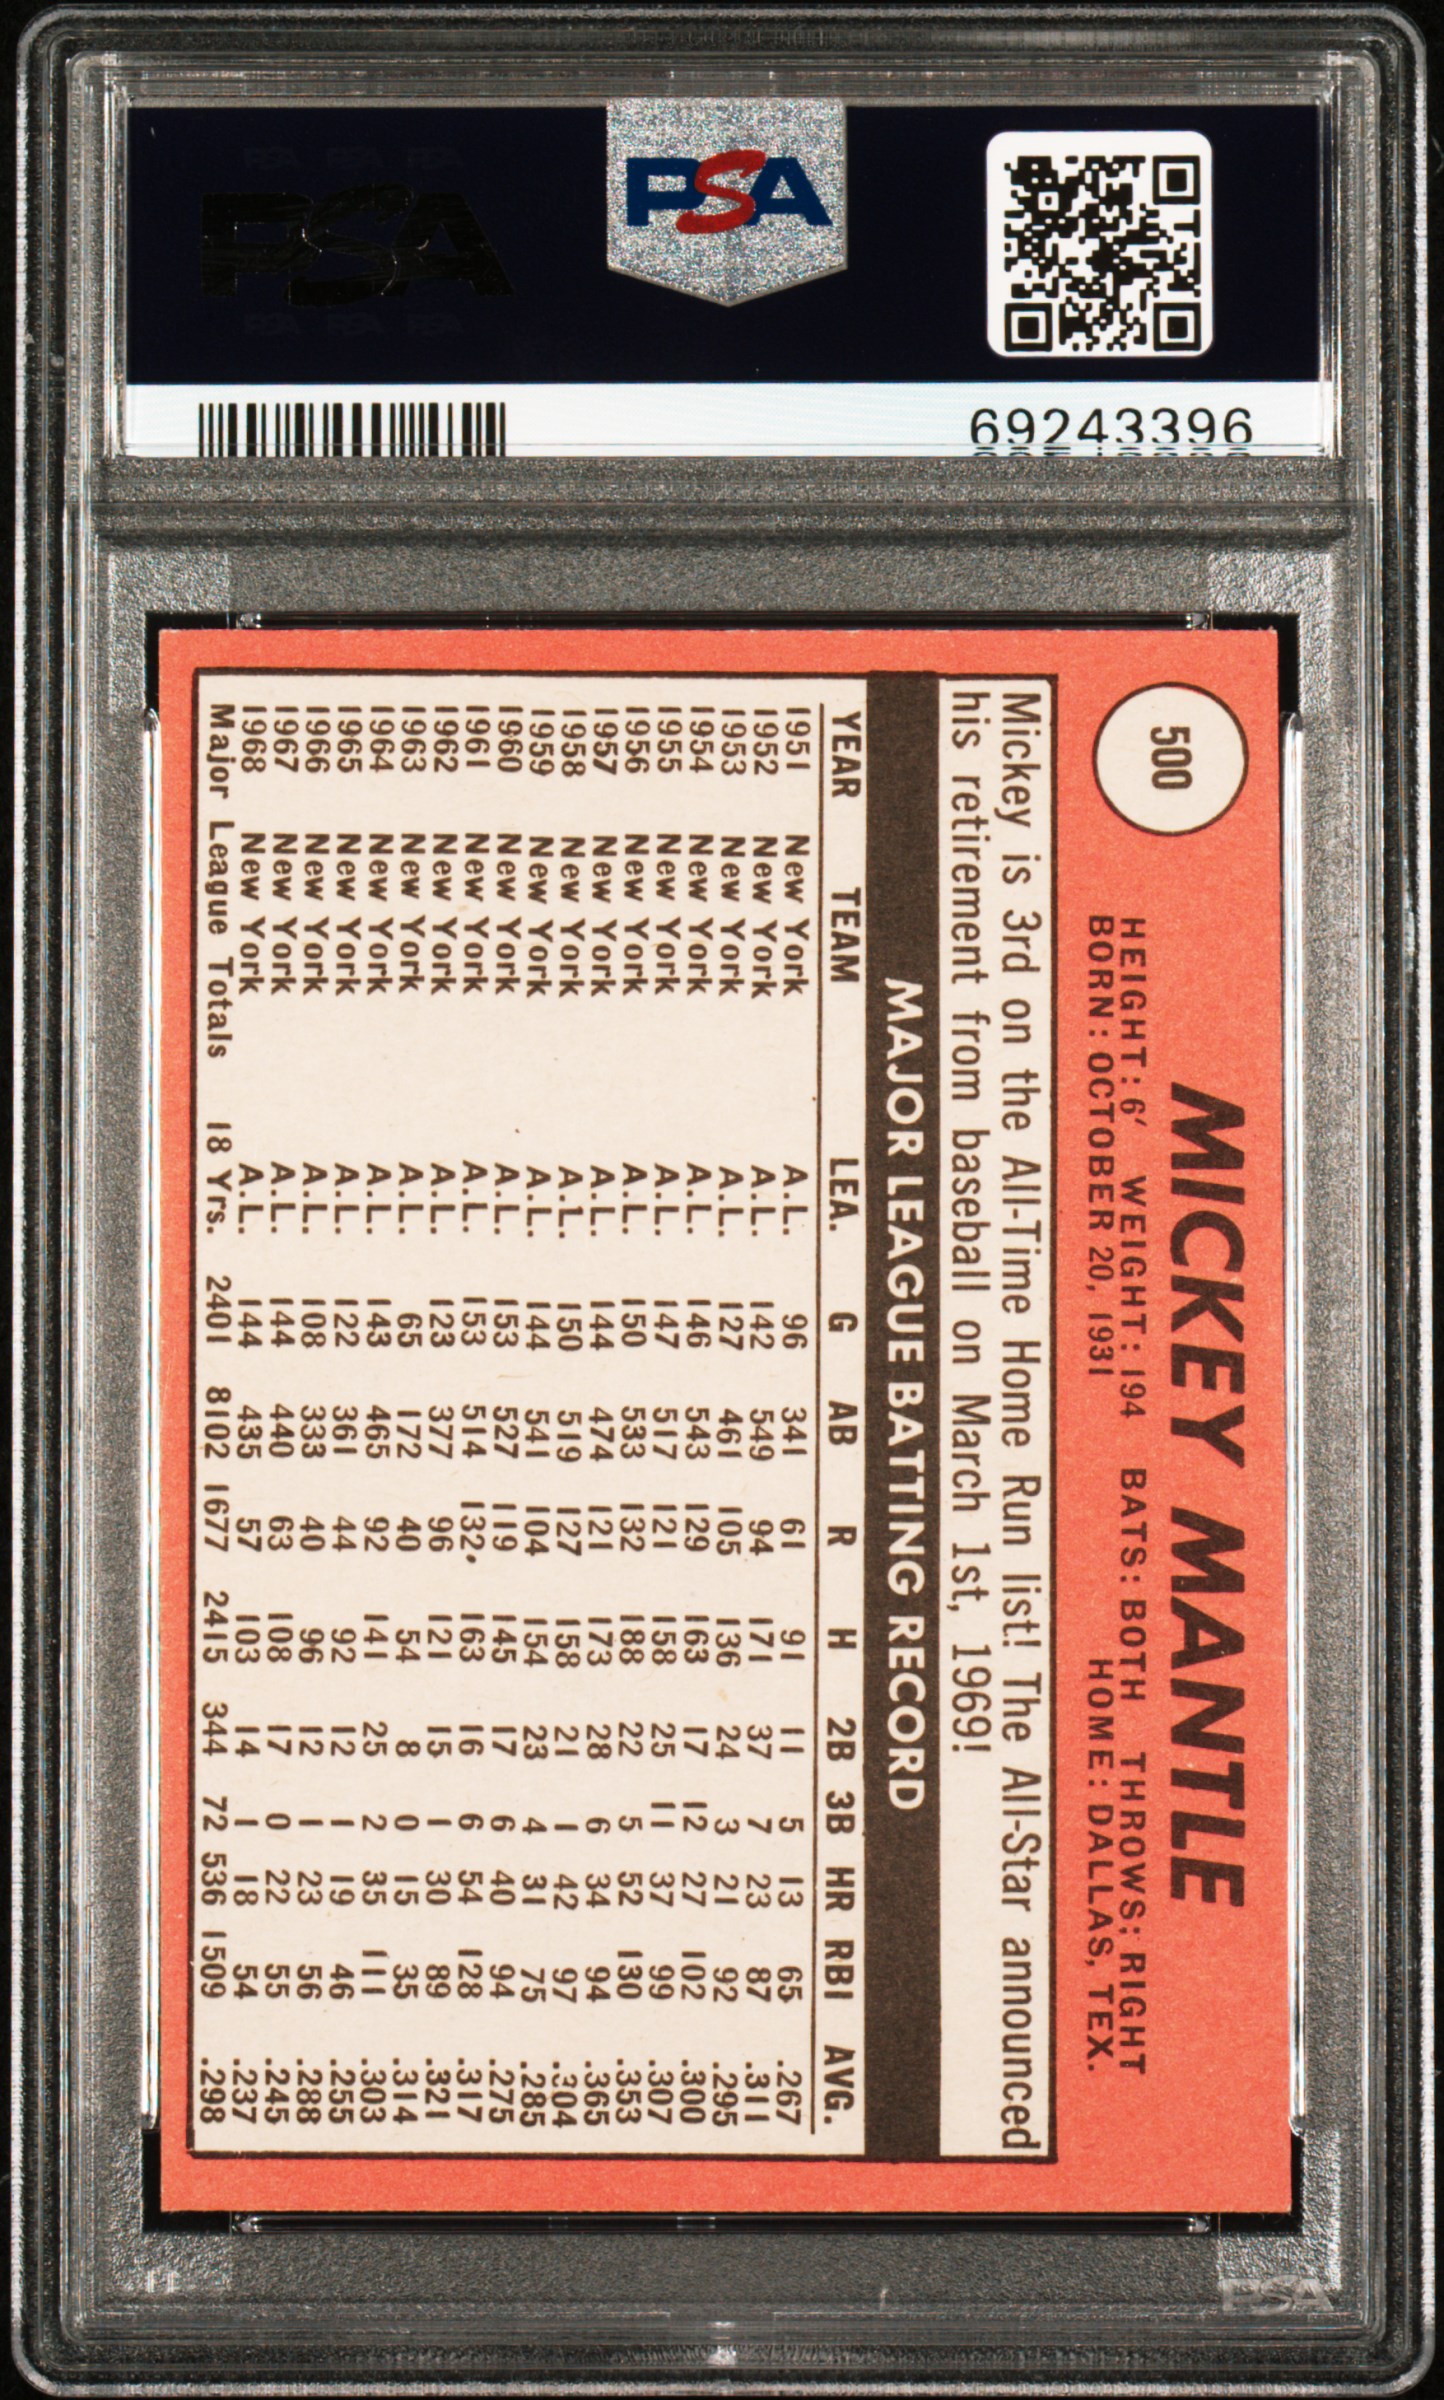 PSA
PSA
69243396
500
MICKEY MANTLE
HEIGHT: 6' WEIGHT: 194 BATS: BOTH THROWS: RIGHT
BORN: OCTOBER 20, 1931 HOME: DALLAS, TEX.
Mickey is 3rd on the All-Time Home Run list! The All-Star announced
his retirement from baseball on March 1st, 1969!
MAJOR LEAGUE BATTING RECORD
YEAR TEAM LEA. G AB R H 2B 3B HR RBI AVG.
1951 New York A.L. 96 341 61 91 11 5 13 65 .267
1952 New York A.L. 142 549 94 171 37 7 23 87 .311
1953 New York A.L. 127 461 105 136 24 3 21 92 .295
1954 New York A.L. 146 543 129 163 17 12 27 102 .300
1955 New York A.L. 147 517 121 158 25 11 37 99 .307
1956 New York A.L. 150 533 132 188 22 5 52 130 .353
1957 New York A.L. 144 474 121 173 28 6 34 94 .365
1958 New York A.L. 150 519 127 158 21 1 42 97 .304
1959 New York A.L. 144 541 104 154 23 4 31 75 .285
1960 New York A.L. 153 527 119 145 17 6 40 94 .275
1961 New York A.L. 153 514 132. 163 16 6 54 128 .317
1962 New York A.L. 123 377 96 121 15 1 30 89 .321
1963 New York A.L. 65 172 40 54 8 0 15 35 .314
1964 New York A.L. 143 465 92 141 25 2 35 111 .303
1965 New York A.L. 122 361 44 92 12 1 19 46 .255
1966 New York A.L. 108 333 40 96 12 1 23 56 .288
1967 New York A.L. 144 440 63 108 17 0 22 55 .245
1968 New York A.L. 144 435 57 103 14 1 18 54 .237
Major League Totals 18 Yrs. 2401 8102 1677 2415 344 72 536 1509 .298
PSA